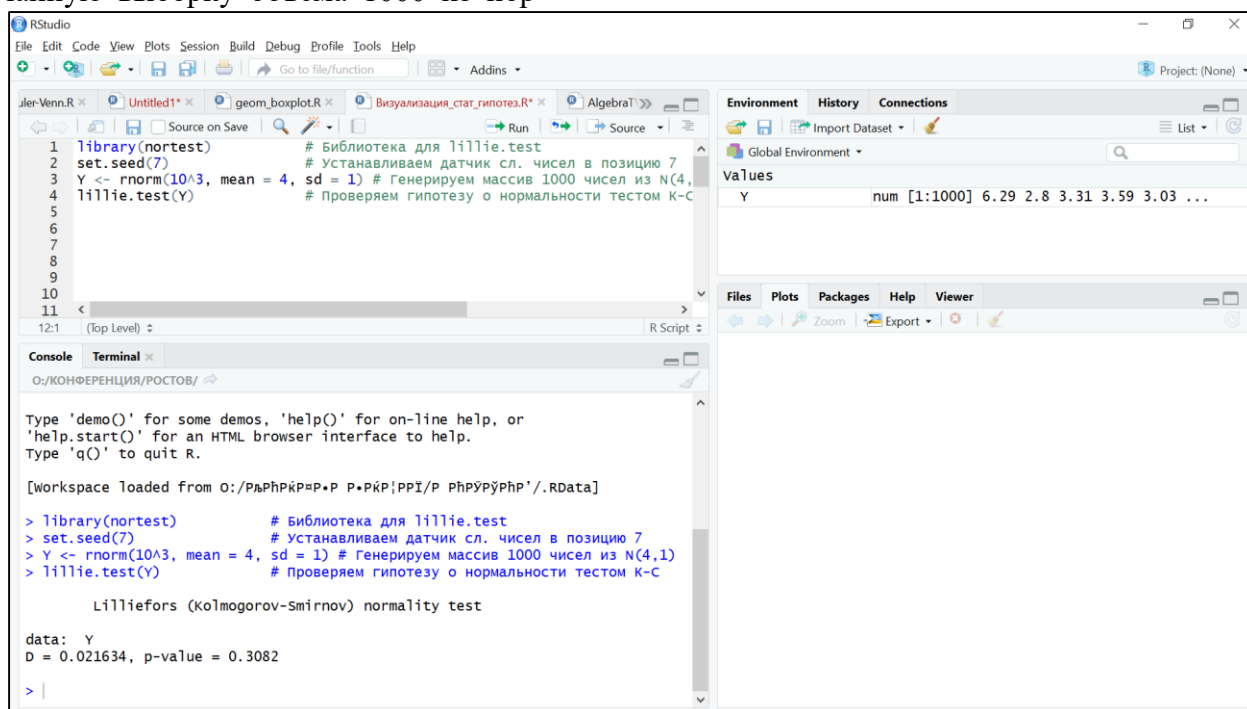 RStudio
File Edit Code View Plots Session Build Debug Profile Tools Help
Go to file/function Addins Project: (None)
uler-Venn.R Untitled1* geom_boxplot.R Визуализация_стат_гипотез.R* AlgebraT
Source on Save Run Source
1 library(nortest) # Библиотека для lillie.test
2 set.seed(7) # Устанавливаем датчик сл. чисел в позицию 7
3 Y <- rnorm(10^3, mean = 4, sd = 1) # Генерируем массив 1000 чисел из N(4,
4 lillie.test(Y) # Проверяем гипотезу о нормальности тестом К-С
5
6
7
8
9
10
11
12:1 (Top Level) R Script
Console Terminal
O:/КОНФЕРЕНЦИЯ/РОСТОВ/
Type 'demo()' for some demos, 'help()' for on-line help, or
'help.start()' for an HTML browser interface to help.
Type 'q()' to quit R.
> library(nortest) # Библиотека для lillie.test
> set.seed(7) # Устанавливаем датчик сл. чисел в позицию 7
> Y <- rnorm(10^3, mean = 4, sd = 1) # Генерируем массив 1000 чисел из N(4,1)
> lillie.test(Y) # Проверяем гипотезу о нормальности тестом К-С
Lilliefors (Kolmogorov-Smirnov) normality test
data: Y
D = 0.021634, p-value = 0.3082
>
Environment History Connections
Import Dataset List
Global Environment
Values
Y num [1:1000] 6.29 2.8 3.31 3.59 3.03 ...
Files Plots Packages Help Viewer
Zoom Export